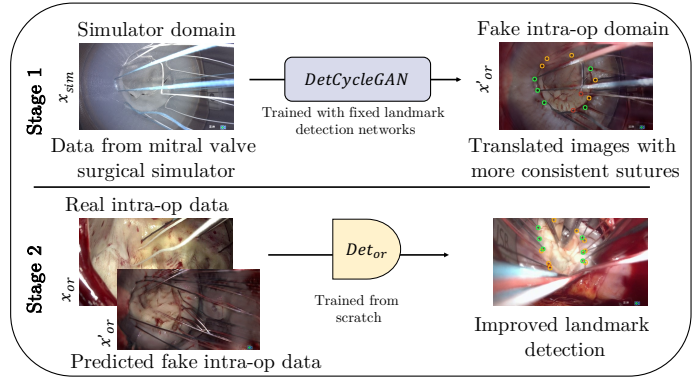 Stage 1
Simulator domain
x_sim
Data from mitral valve
surgical simulator
DetCycleGAN
Trained with fixed landmark
detection networks
Fake intra-op domain
x'_or
Translated images with
more consistent sutures
Stage 2
Real intra-op data
x_or
x'_or
Predicted fake intra-op data
Det_or
Trained from
scratch
Improved landmark
detection